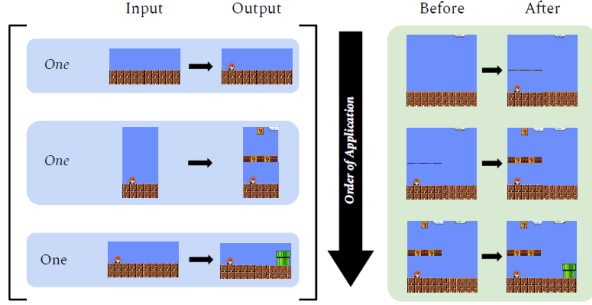 Input Output Before After
One
One
One
Order of Application